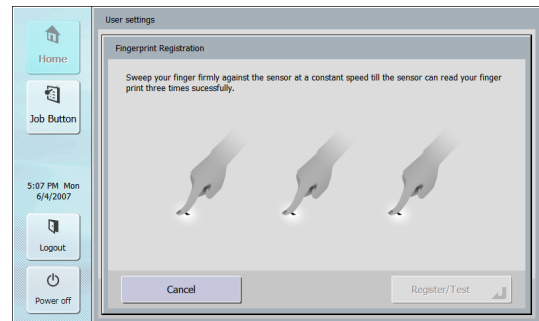 User settings
Home
Fingerprint Registration
Sweep your finger firmly against the sensor at a constant speed till the sensor can read your finger
print three times sucessfully.
Job Button
5:07 PM Mon
6/4/2007
Logout
Power off
Cancel
Register/Test